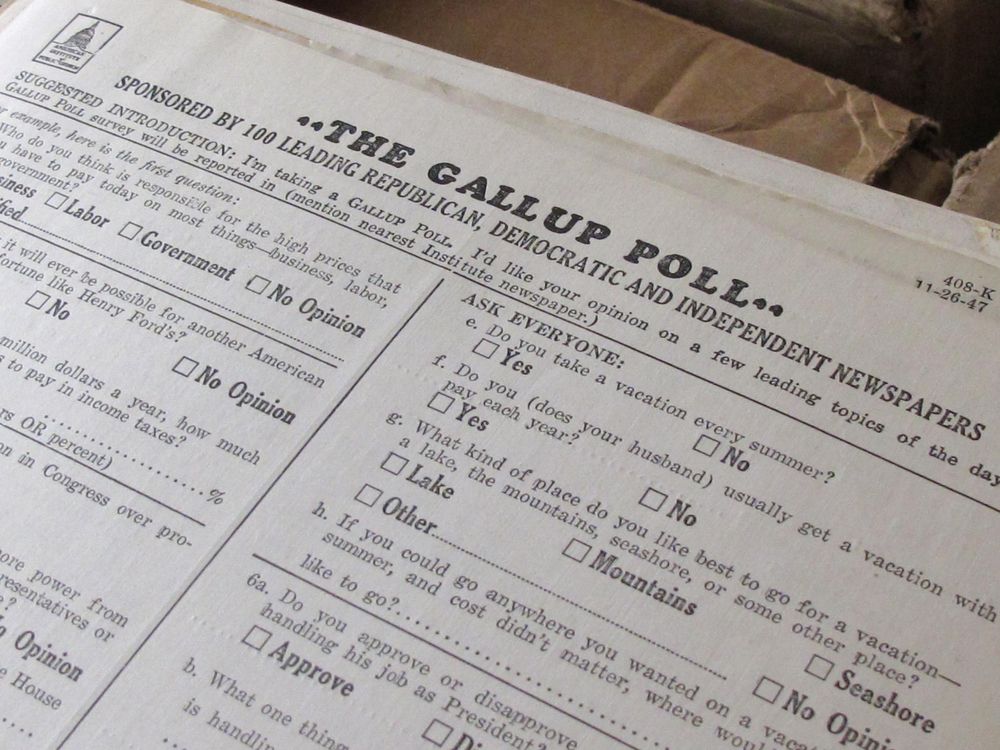 AMERICAN
INSTITUTE
of
PUBLIC OPINION
••THE GALLUP POLL••
SPONSORED BY 100 LEADING REPUBLICAN, DEMOCRATIC AND INDEPENDENT NEWSPAPERS
408-K
11-26-47
SUGGESTED INTRODUCTION: I'm taking a GALLUP POLL. I'd like your opinion on a few leading topics of the day
GALLUP POLL survey will be reported in (mention nearest Institute newspaper.)
example, here is the first question:
Who do you think is responsible for the high prices that
have to pay today on most things—business, labor,
government?
Labor Government No Opinion
it will ever be possible for another American
fortune like Henry Ford's?
No No Opinion
million dollars a year, how much
to pay in income taxes?
....................%
OR percent)
in Congress over pro-
more power from
or
Opinion
House
ASK EVERYONE:
e. Do you take a vacation every summer?
Yes No
f. Do you (does your husband) usually get a vacation with
pay each year?
Yes No
g. What kind of place do you like best to go for a vacation—
a lake, the mountains, seashore, or some other place?
Lake Mountains Seashore
Other.................... No
h. If you could go anywhere you wanted on a
summer, and cost didn't matter, where
like to go?....................
6a. Do you approve or disapprove
handling his job as President?
Approve
b. What one thing
is